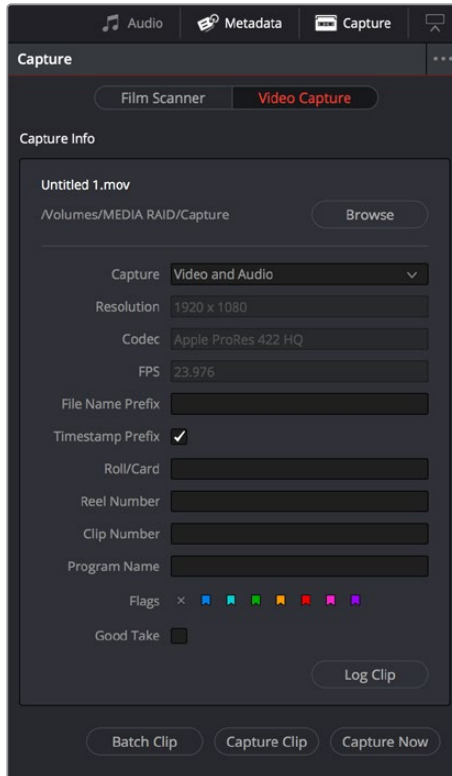 Audio Metadata Capture
Capture
Film Scanner Video Capture
Capture Info
Untitled 1.mov
/Volumes/MEDIA RAID/Capture Browse
Capture Video and Audio
Resolution 1920 x 1080
Codec Apple ProRes 422 HQ
FPS 23.976
File Name Prefix
Timestamp Prefix
Roll/Card
Reel Number
Clip Number
Program Name
Flags
Good Take
Log Clip
Batch Clip Capture Clip Capture Now